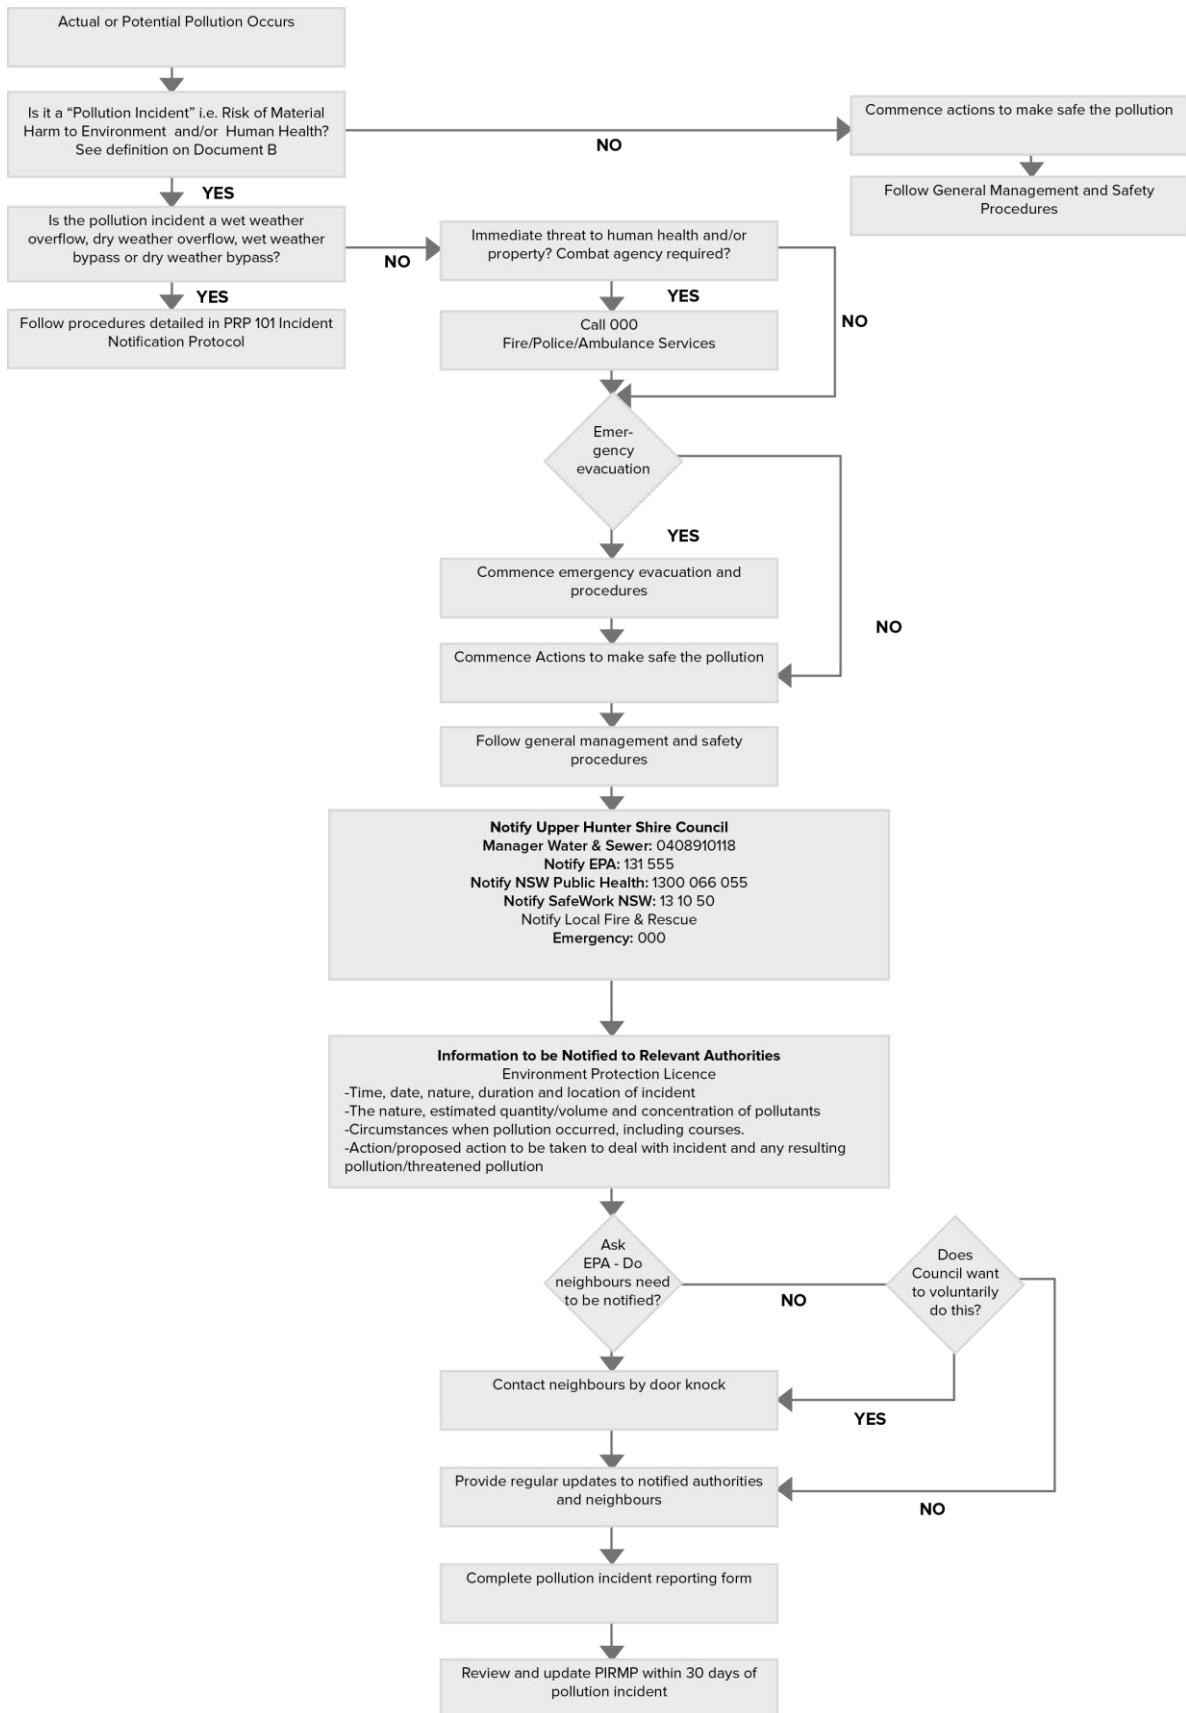 Actual or Potential Pollution Occurs
Is it a “Pollution Incident” i.e. Risk of Material
Harm to Environment and/or Human Health?
See definition on Document B
NO
Commence actions to make safe the pollution
Follow General Management and Safety
Procedures
YES
Is the pollution incident a wet weather
overflow, dry weather overflow, wet weather
bypass or dry weather bypass?
NO
Immediate threat to human health and/or
property? Combat agency required?
YES
Follow procedures detailed in PRP 101 Incident
Notification Protocol
YES
NO
Call 000
Fire/Police/Ambulance Services
Emer-
gency
evacuation
YES
NO
Commence emergency evacuation and
procedures
Commence Actions to make safe the pollution
Follow general management and safety
procedures
Notify Upper Hunter Shire Council
Manager Water & Sewer: 0408910118
Notify EPA: 131 555
Notify NSW Public Health: 1300 066 055
Notify SafeWork NSW: 13 10 50
Notify Local Fire & Rescue
Emergency: 000
Information to be Notified to Relevant Authorities
Environment Protection Licence
-Time, date, nature, duration and location of incident
-The nature, estimated quantity/volume and concentration of pollutants
-Circumstances when pollution occurred, including courses.
-Action/proposed action to be taken to deal with incident and any resulting
pollution/threatened pollution
Ask
EPA - Do
neighbours need
to be notified?
NO
Does
Council want
to voluntarily
do this?
Contact neighbours by door knock
YES
Provide regular updates to notified authorities
and neighbours
NO
Complete pollution incident reporting form
Review and update PIRMP within 30 days of
pollution incident